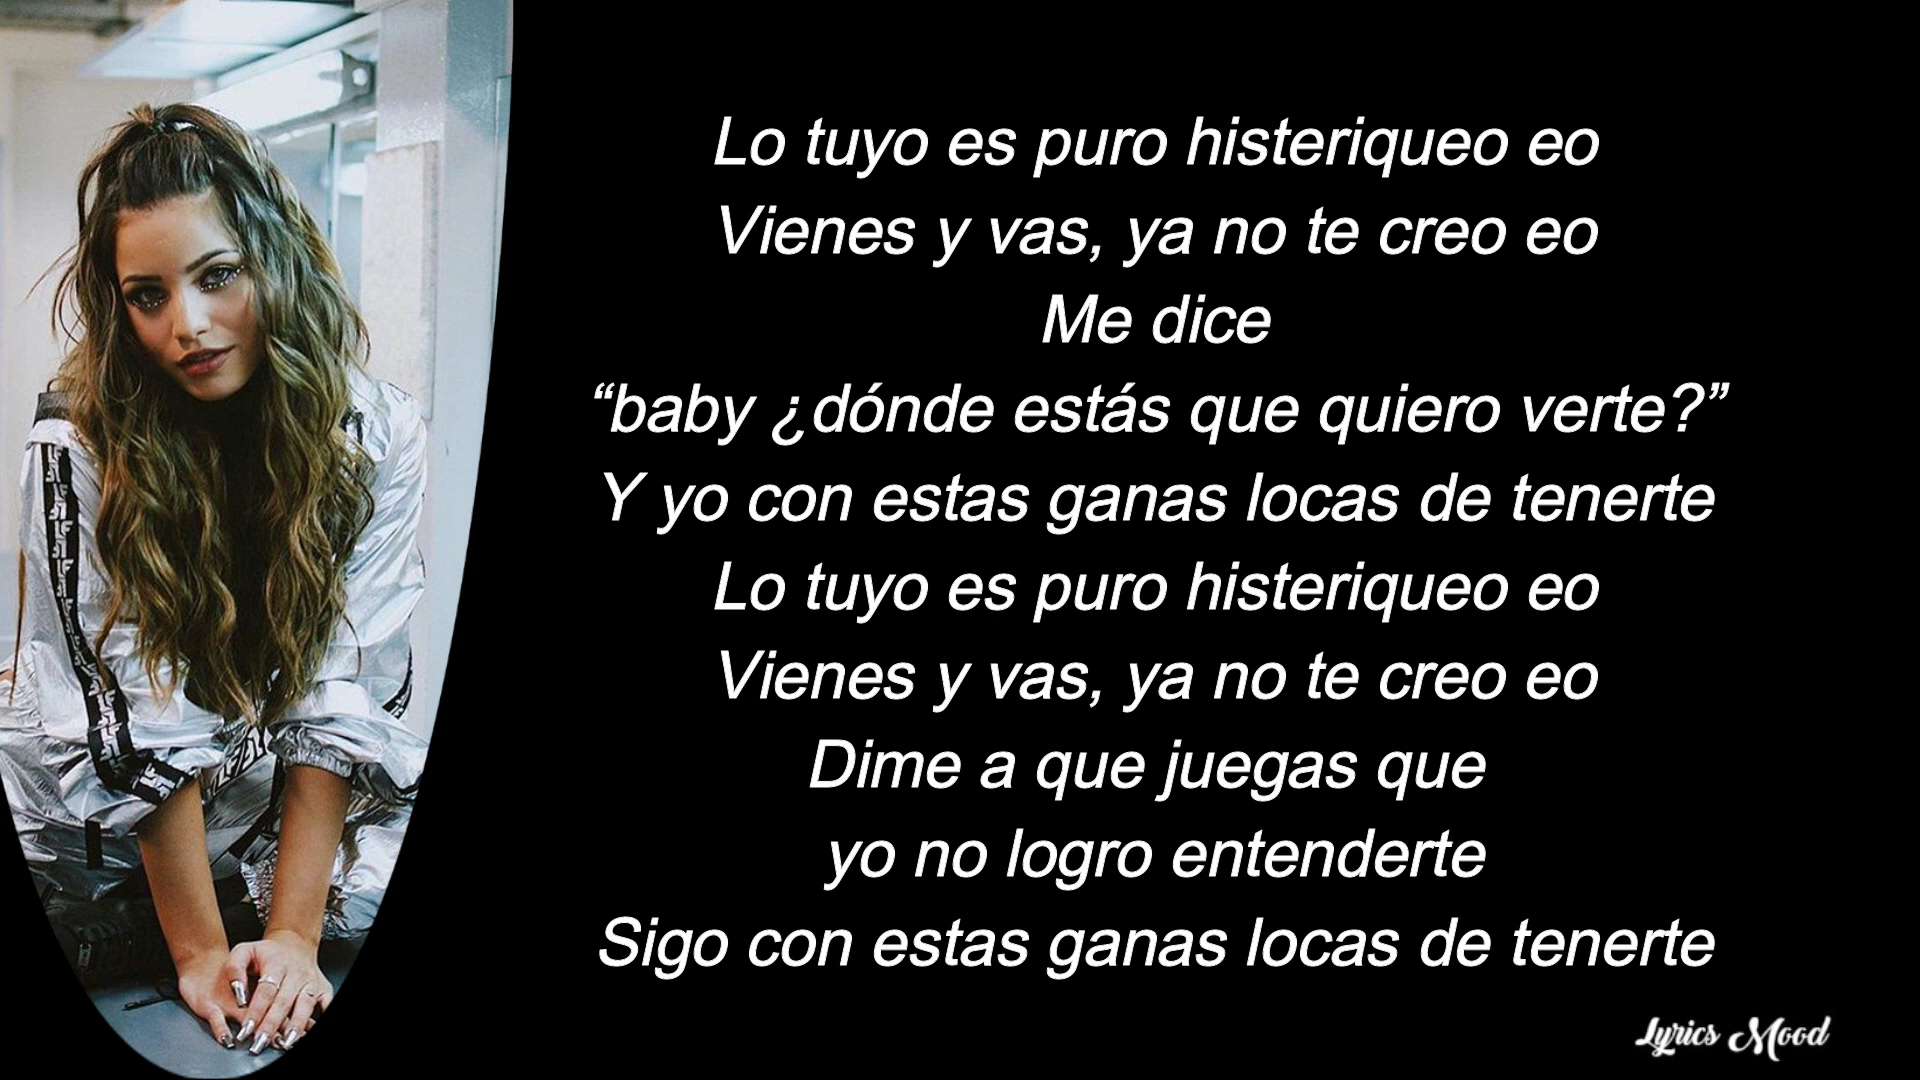 Lo tuyo es puro histeriqueo eo
Vienes y vas, ya no te creo eo
Me dice
“baby ¿dónde estás que quiero verte?”
Y yo con estas ganas locas de tenerte
Lo tuyo es puro histeriqueo eo
Vienes y vas, ya no te creo eo
Dime a que juegas que
yo no logro entenderte
Sigo con estas ganas locas de tenerte
Lyrics Mood